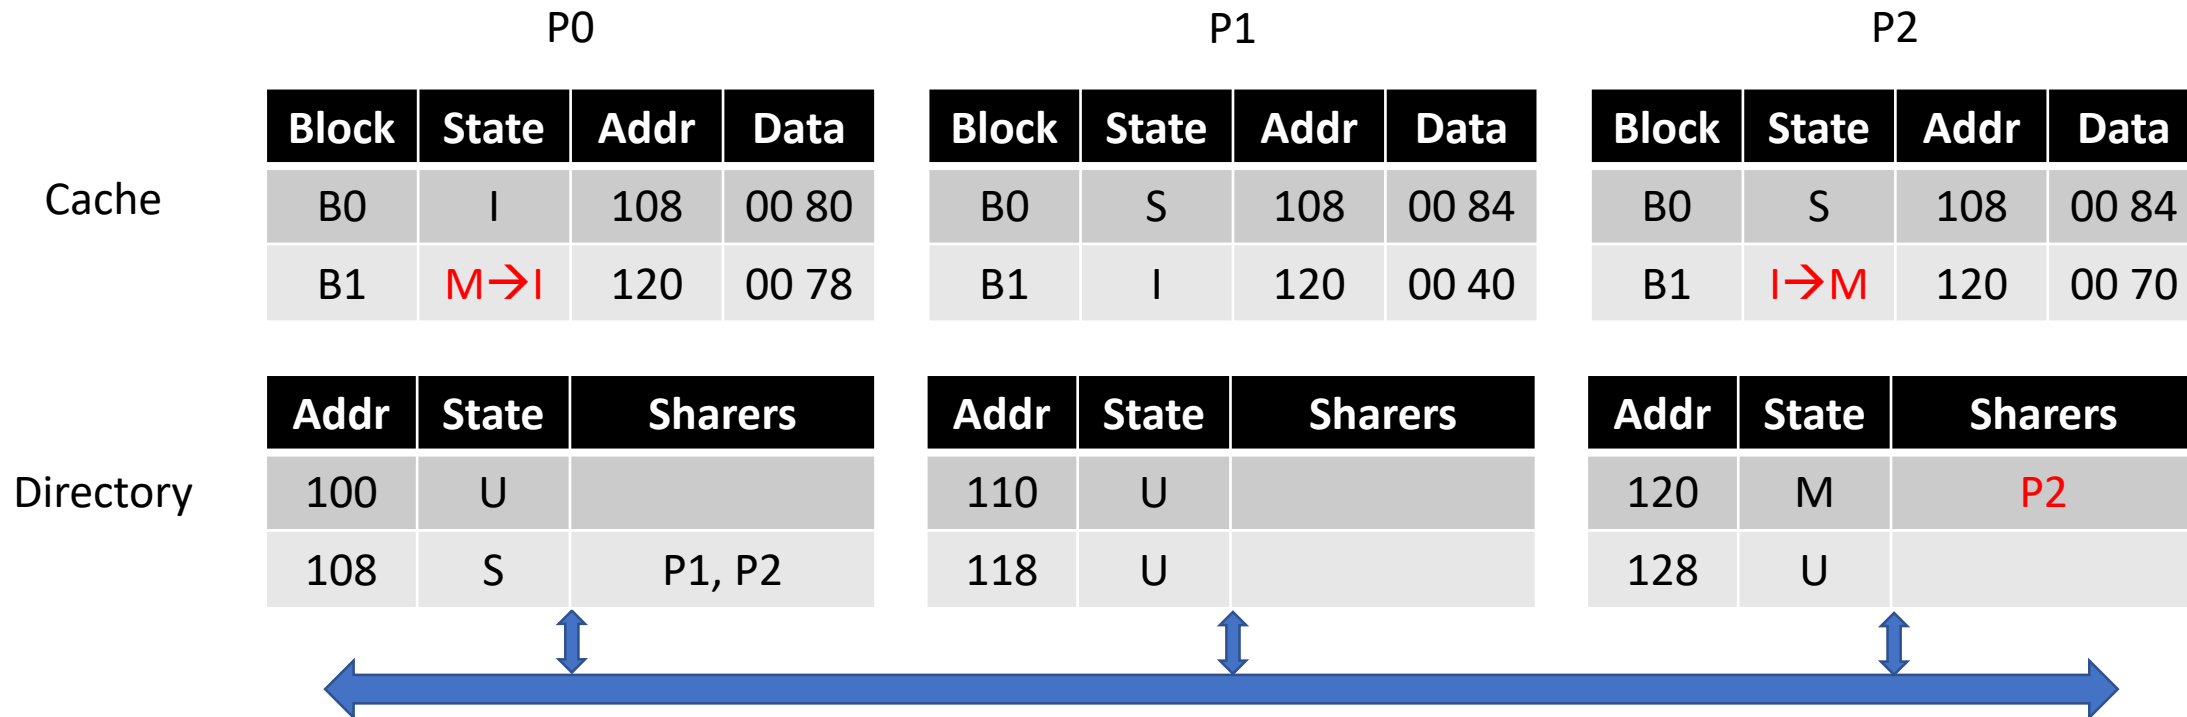 P0 P1 P2
Block State Addr Data Block State Addr Data Block State Addr Data
Cache B0 I 108 00 80 B0 S 108 00 84 B0 S 108 00 84
B1 M→I 120 00 78 B1 I 120 00 40 B1 I→M 120 00 70
Addr State Sharers Addr State Sharers Addr State Sharers
Directory 100 U 110 U 120 M P2
108 S P1, P2 118 U 128 U